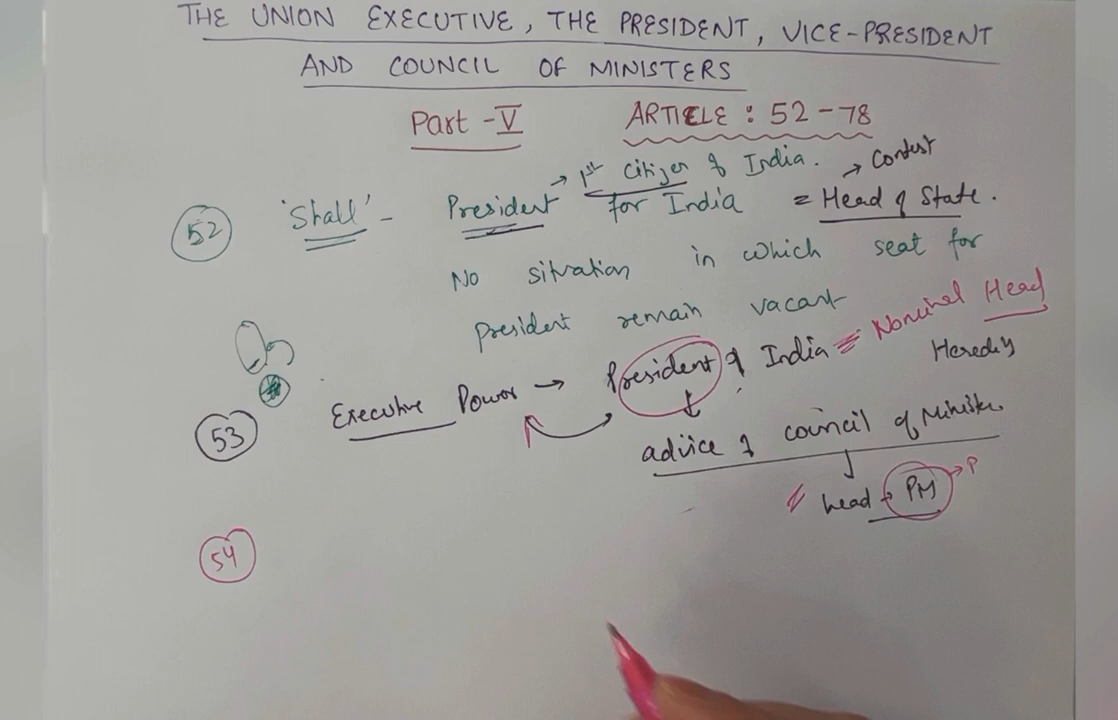 THE UNION EXECUTIVE, THE PRESIDENT, VICE-PRESIDENT
AND COUNCIL OF MINISTERS
Part - V ARTICLE : 52 - 78
→ 1st Citizen of India. → Contest
52 'Shall' - President for India = Head of State.
No situation in which seat for
president remain vacant
53 Executive Power → President of India = Nominal Head
advice of council of Ministers
head → PM → P
54